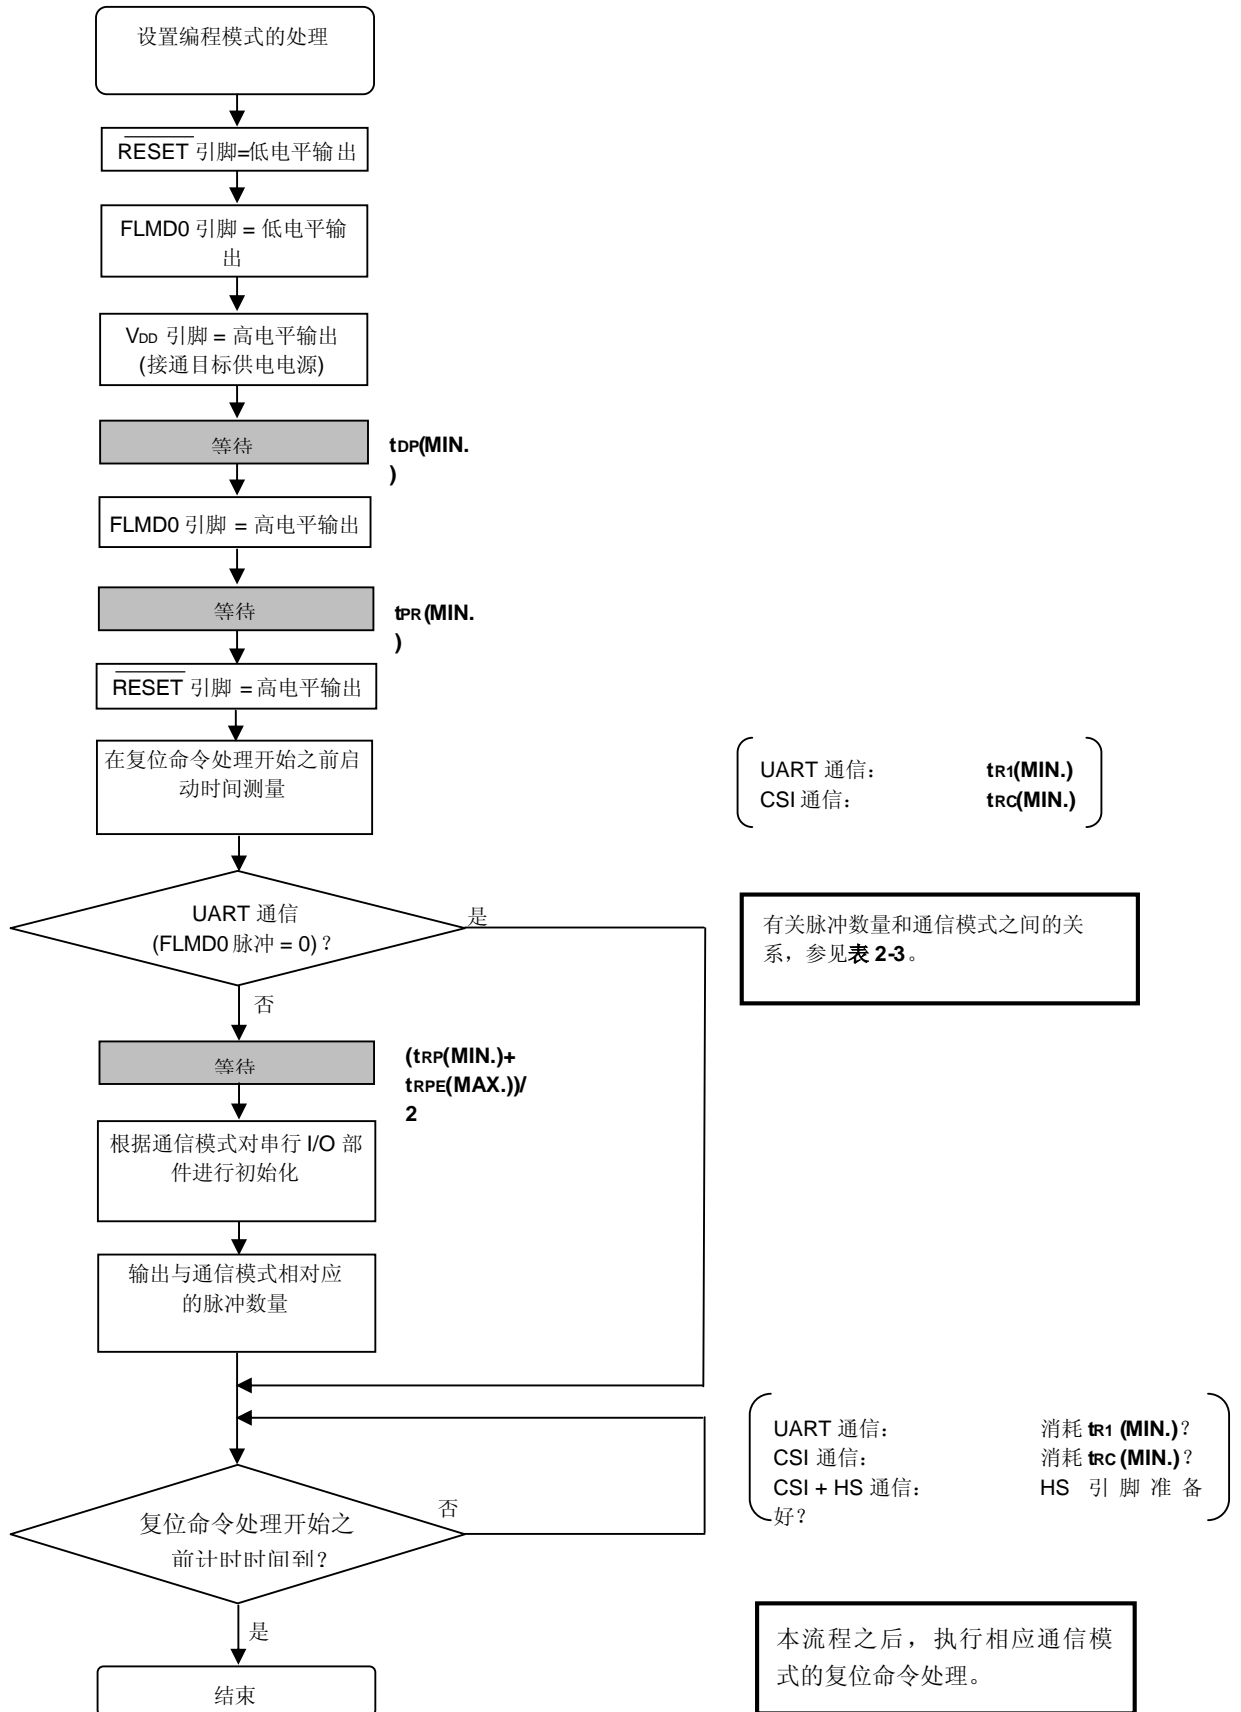 设置编程模式的处理
RESET 引脚=低电平输出
FLMD0 引脚 = 低电平输
出
VDD 引脚 = 高电平输出
(接通目标供电电源)
等待
tDP(MIN.
)
FLMD0 引脚 = 高电平输出
等待
tPR (MIN.
)
RESET 引脚 = 高电平输出
在复位命令处理开始之前启
动时间测量
UART 通信： tR1(MIN.)
CSI 通信： tRC(MIN.)
UART 通信
(FLMD0 脉冲 = 0)？
是
有关脉冲数量和通信模式之间的关
系，参见表 2-3。
否
等待
(tRP(MIN.)+
tRPE(MAX.))/
2
根据通信模式对串行 I/O 部
件进行初始化
输出与通信模式相对应
的脉冲数量
UART 通信： 消耗 tR1 (MIN.)？
CSI 通信： 消耗 tRC (MIN.)？
CSI + HS 通信： HS 引脚准备
好？
复位命令处理开始之
前计时时间到？
否
是
本流程之后，执行相应通信模
式的复位命令处理。
结束